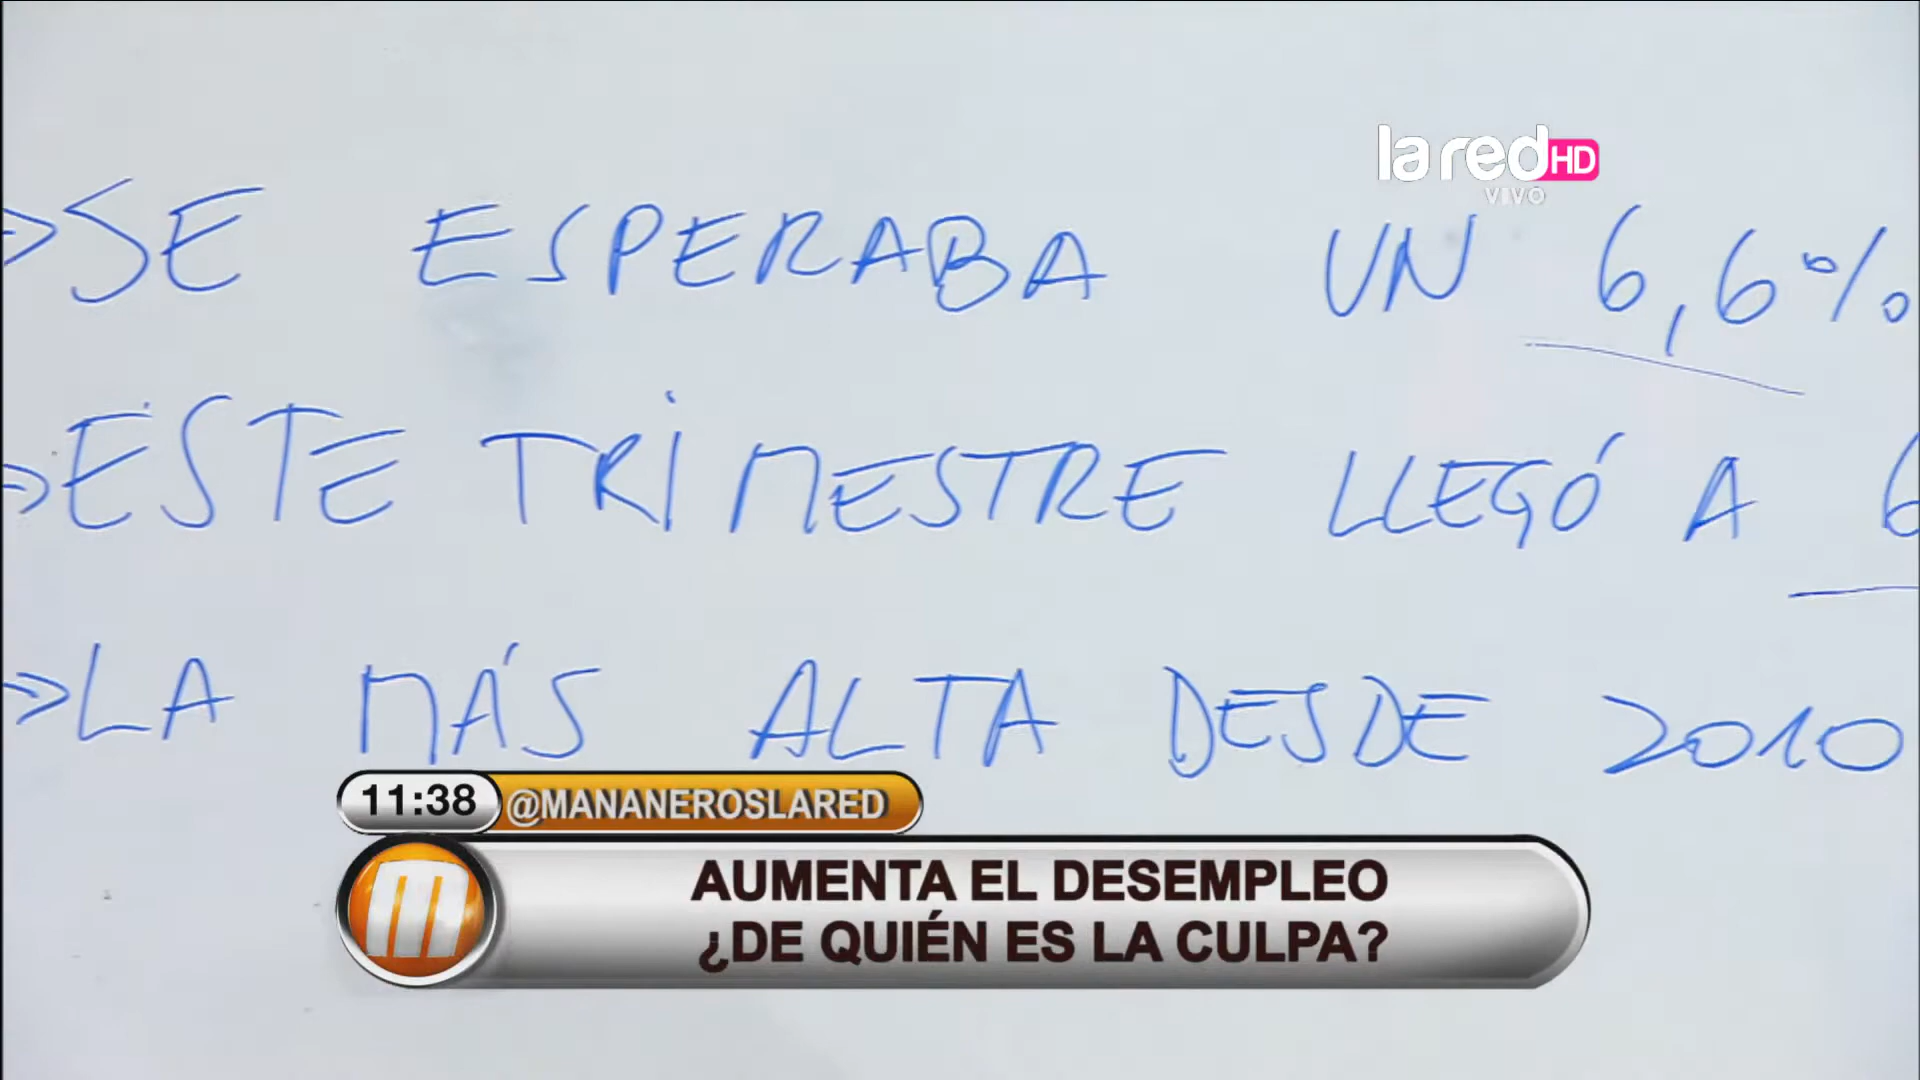 la red HD
VIVO
SE ESPERABA UN 6,6%
ESTE TRIMESTRE LLEGÓ A 6
LA MÁS ALTA DESDE 2010
11:38 @MANANEROSLARED
AUMENTA EL DESEMPLEO
¿DE QUIÉN ES LA CULPA?